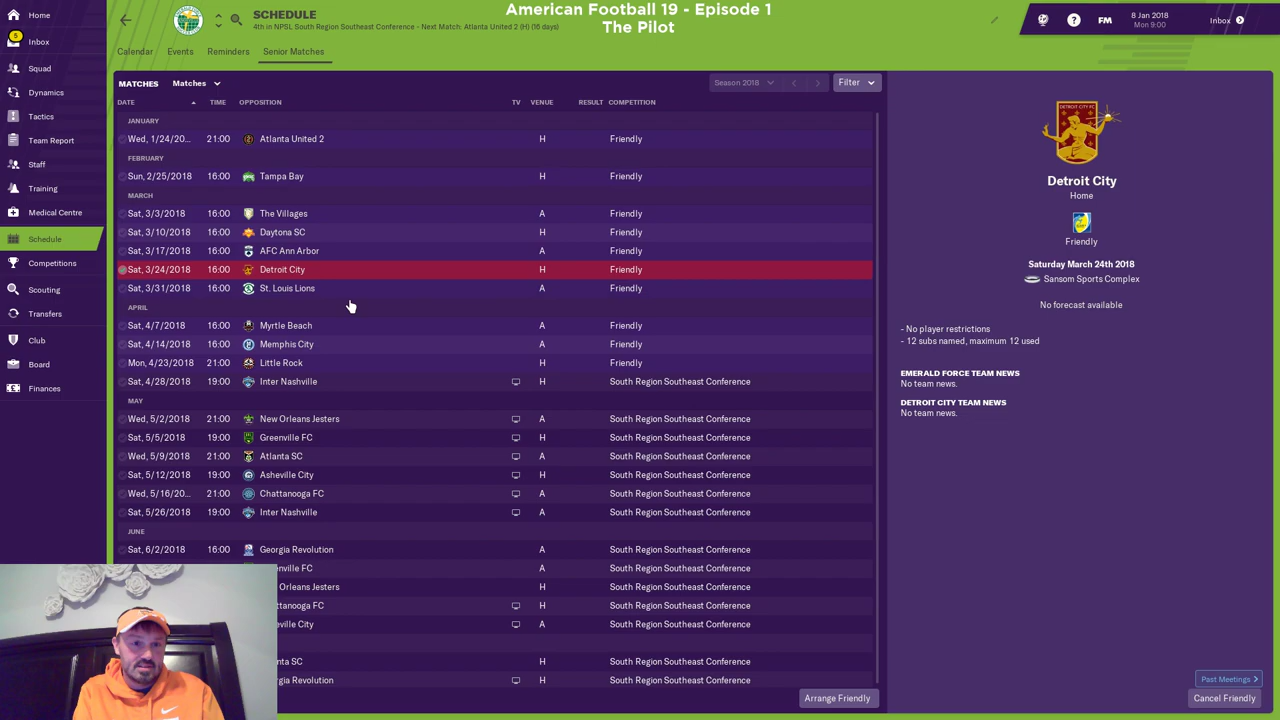 Home
5
Inbox
Squad
Dynamics
Tactics
Team Report
Staff
Training
Medical Centre
Schedule
Competitions
Scouting
Transfers
Club
Board
Finances
SCHEDULE
4th in NPSL South Region Southeast Conference - Next Match: Atlanta United 2 (H) (16 days)
American Football 19 - Episode 1
The Pilot
FM
8 Jan 2018
Mon 9:00
Inbox
Calendar Events Reminders Senior Matches
MATCHES Matches Season 2018 Filter
DATE TIME OPPOSITION TV VENUE RESULT COMPETITION
JANUARY
Wed, 1/24/20... 21:00 Atlanta United 2 H Friendly
FEBRUARY
Sun, 2/25/2018 16:00 Tampa Bay H Friendly
MARCH
Sat, 3/3/2018 16:00 The Villages A Friendly
Sat, 3/10/2018 16:00 Daytona SC H Friendly
Sat, 3/17/2018 16:00 AFC Ann Arbor A Friendly
Sat, 3/24/2018 16:00 Detroit City H Friendly
Sat, 3/31/2018 16:00 St. Louis Lions A Friendly
APRIL
Sat, 4/7/2018 16:00 Myrtle Beach A Friendly
Sat, 4/14/2018 16:00 Memphis City A Friendly
Mon, 4/23/2018 21:00 Little Rock H Friendly
Sat, 4/28/2018 19:00 Inter Nashville H South Region Southeast Conference
MAY
Wed, 5/2/2018 21:00 New Orleans Jesters A South Region Southeast Conference
Sat, 5/5/2018 19:00 Greenville FC H South Region Southeast Conference
Wed, 5/9/2018 21:00 Atlanta SC A South Region Southeast Conference
Sat, 5/12/2018 19:00 Asheville City H South Region Southeast Conference
Wed, 5/16/20... 21:00 Chattanooga FC A South Region Southeast Conference
Sat, 5/26/2018 19:00 Inter Nashville A South Region Southeast Conference
JUNE
Sat, 6/2/2018 16:00 Georgia Revolution A South Region Southeast Conference
enville FC A South Region Southeast Conference
Orleans Jesters H South Region Southeast Conference
attanooga FC H South Region Southeast Conference
eville City A South Region Southeast Conference
anta SC H South Region Southeast Conference
orgia Revolution H South Region Southeast Conference
Arrange Friendly
DETROIT CITY FC
Detroit City
Home
Friendly
Saturday March 24th 2018
Sansom Sports Complex
No forecast available
- No player restrictions
- 12 subs named, maximum 12 used
EMERALD FORCE TEAM NEWS
No team news.
DETROIT CITY TEAM NEWS
No team news.
Past Meetings
Cancel Friendly